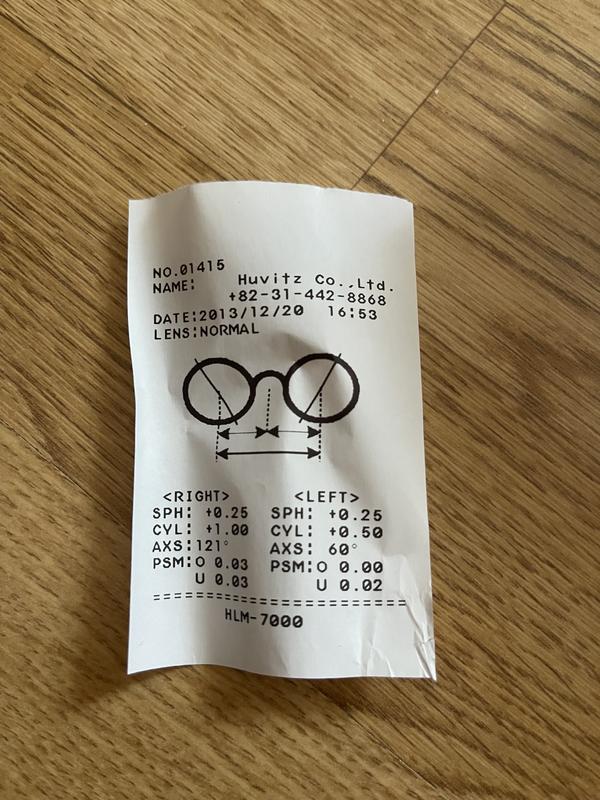 NO.01415
NAME: Huvitz Co.,Ltd.
+82-31-442-8868
DATE:2013/12/20 16:53
LENS:NORMAL
<RIGHT> <LEFT>
SPH: +0.25 SPH: +0.25
CYL: +1.00 CYL: +0.50
AXS:121° AXS: 60°
PSM:O 0.03 PSM:O 0.00
U 0.03 U 0.02
==============================
HLM-7000